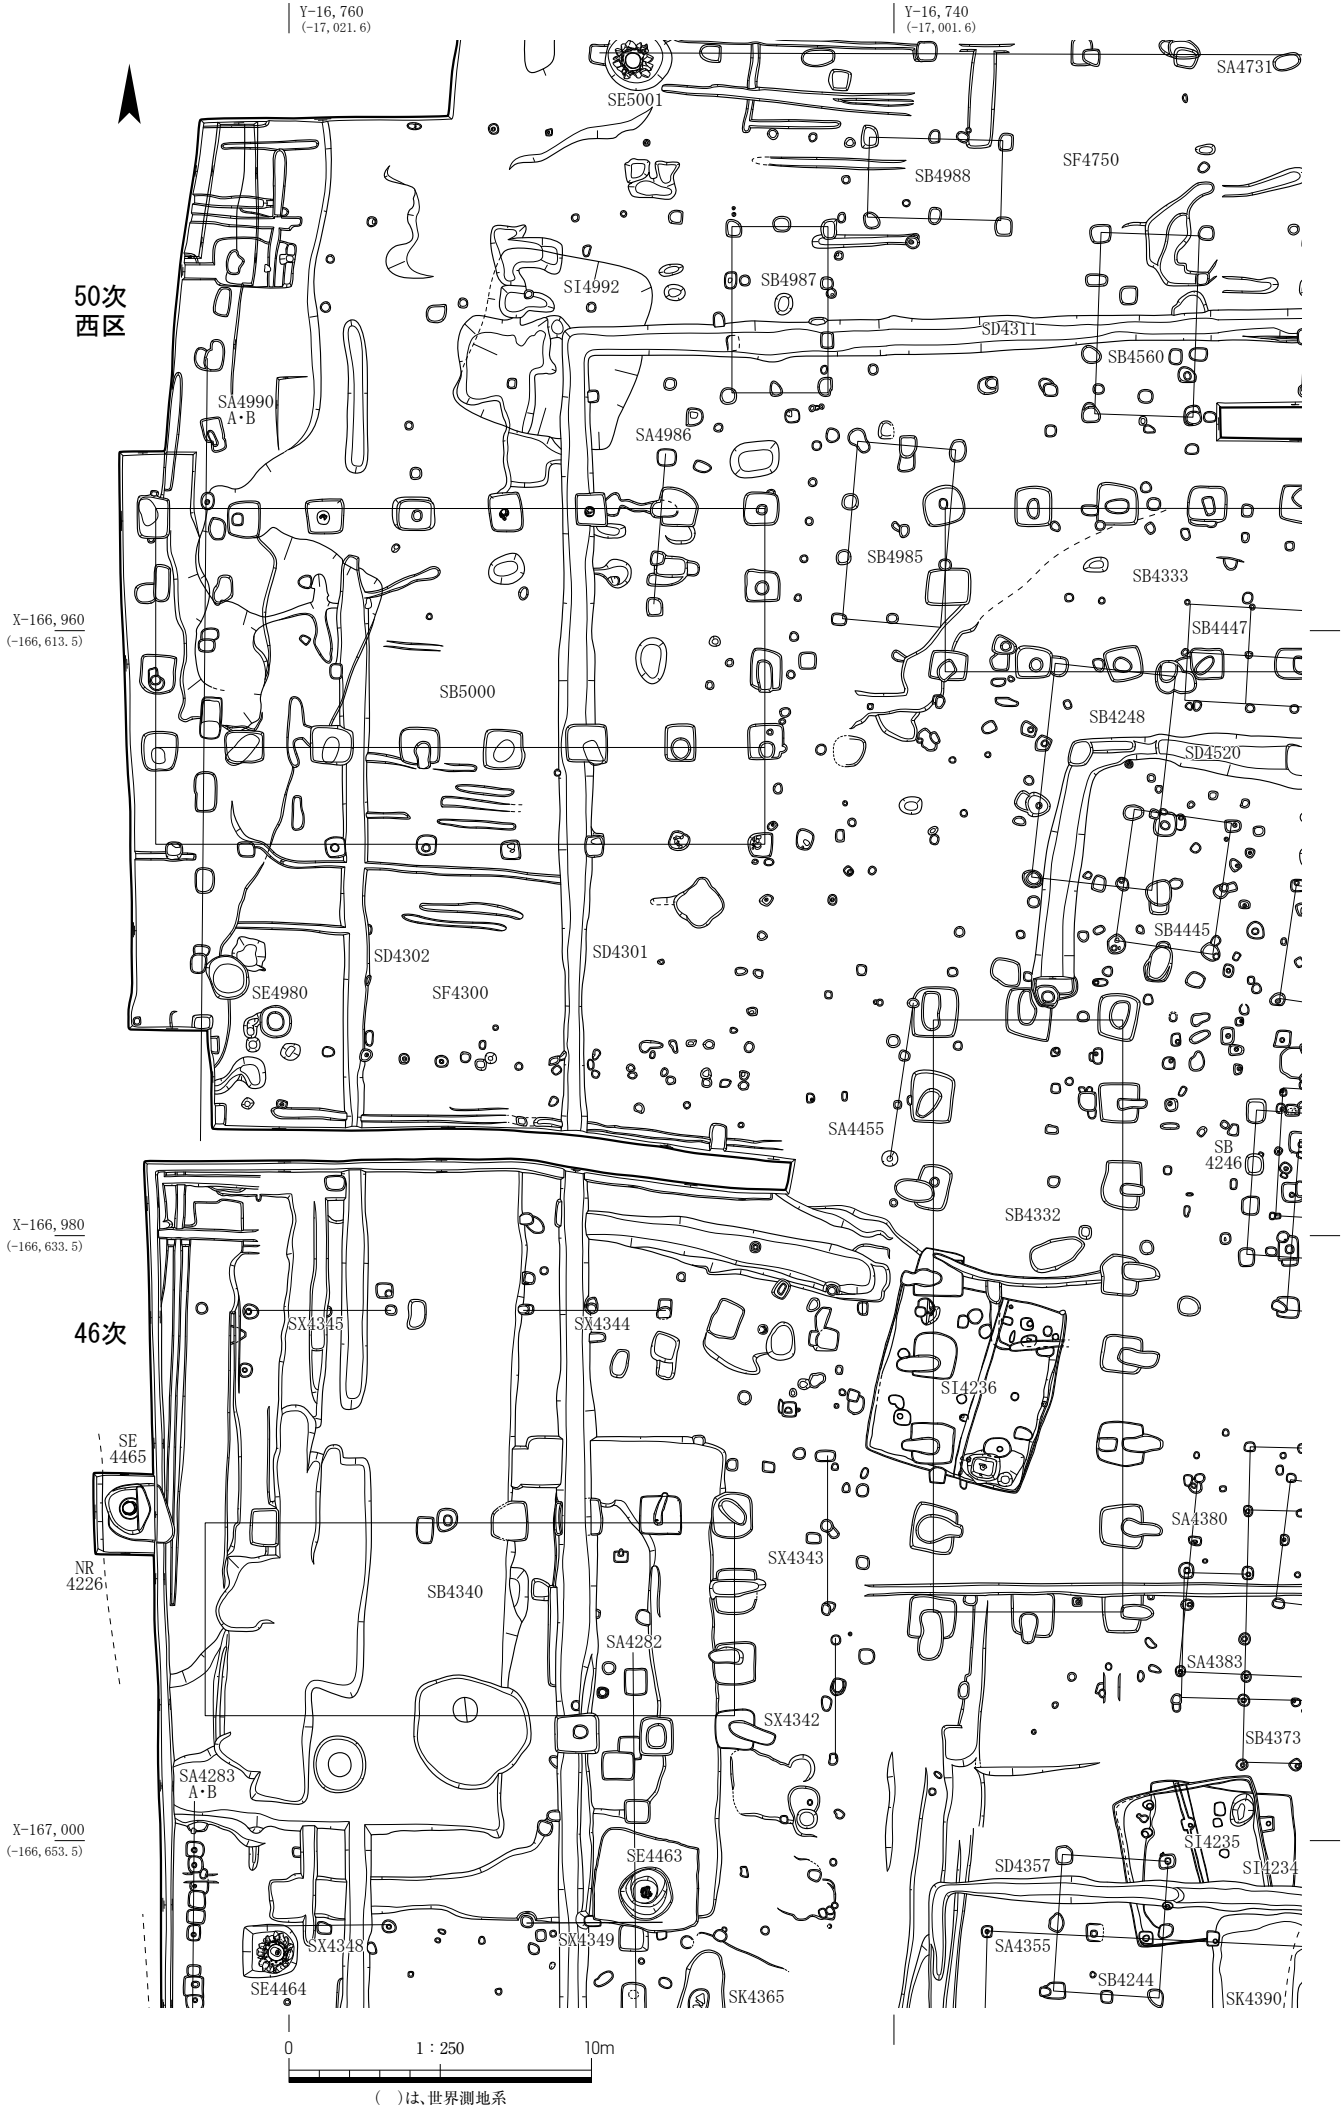 Y-16,760
(-17,021.6)
Y-16,740
(-17,001.6)
SE5001
SA4731
SF4750
SB4988
50次
西区
SI4992
SB4987
SD4311
SB4560
SA4990
A・B
SA4986
SB4985
SB4333
X-166,960
(-166,613.5)
SB4447
SB5000
SB4248
SD4520
SB4445
SD4302
SD4301
SE4980
SF4300
SA4455
SB
4246
X-166,980
(-166,633.5)
SB4332
46次
SX4345
SX4344
SI4236
SE
4465
SA4380
NR
4226
SX4343
SB4340
SA4282
SA4383
SX4342
SB4373
SA4283
A・B
X-167,000
(-166,653.5)
SE4463
SD4357
SI4235
SI4234
SX4348
SX4349
SA4355
SE4464
SK4365
SB4244
SK4390
0
1：250
10m
(　)は、世界測地系